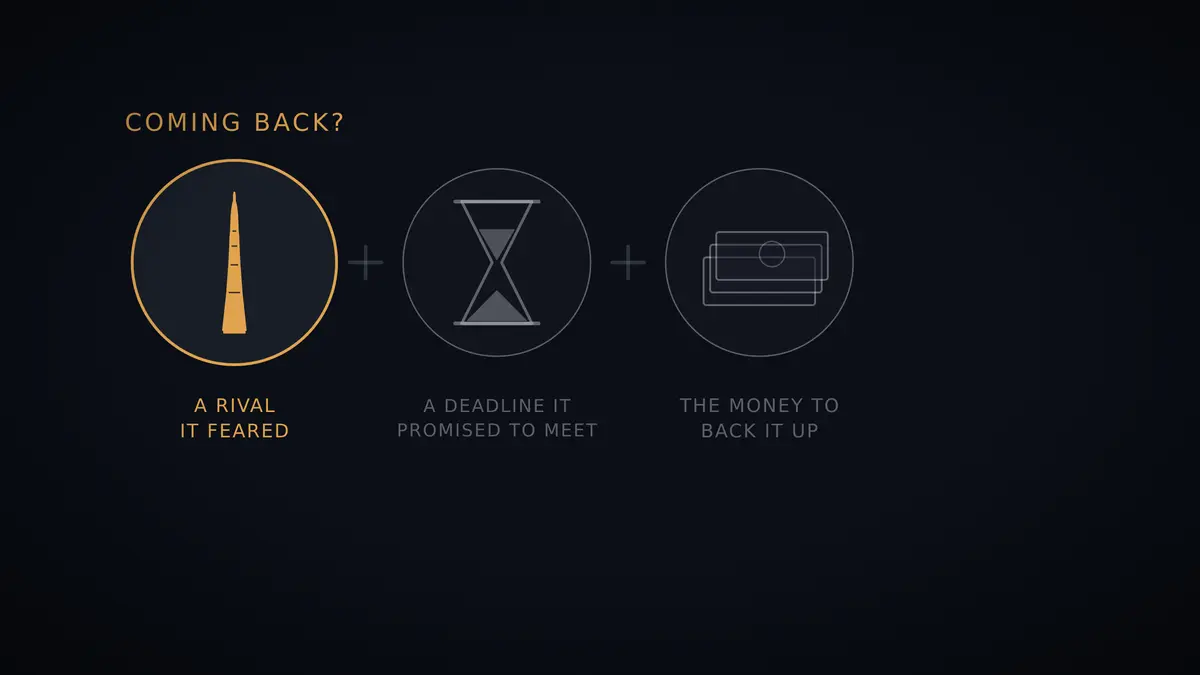 COMING BACK?
A RIVAL
IT FEARED
A DEADLINE IT
PROMISED TO MEET
THE MONEY TO
BACK IT UP